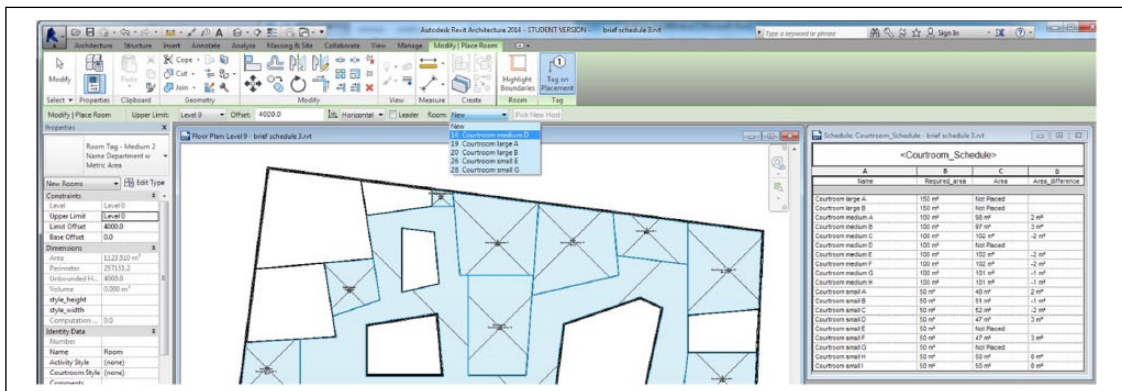 Autodesk Revit Architecture 2014 - STUDENT VERSION - brief schedule 3.rvt
Type a keyword or phrase
Sign In
Architecture Structure Insert Annotate Analyze Massing & Site Collaborate View Manage Modify | Place Room
Modify
Paste
Cope
Cut
Join
Highlight Boundaries
Tag on Placement
Select Properties Clipboard Geometry Modify View Measure Create Room Tag
Modify | Place Room Upper Limit: Level 0 Offset: 4000.0 Horizontal Leader Room: New Pick New Host
New
16 Courtroom medium D
19 Courtroom large A
20 Courtroom large B
26 Courtroom small E
28 Courtroom small G
Properties
Room Tag - Medium 2
Name Department w
Metric Area
New Rooms Edit Type
Constraints
Level Level 0
Upper Limit Level 0
Limit Offset 4000.0
Base Offset 0.0
Dimensions
Area 1123.510 m²
Perimeter 257151.2
Unbounded H... 4000.0
Volume 0.000 m³
style_height
style_width
Computation ... 0.0
Identity Data
Number
Name Room
Activity Style (none)
Courtroom Style (none)
Comments
Floor Plan: Level 0 - brief schedule 3.rvt
Schedule: Courtroom_Schedule - brief schedule 3.rvt
<Courtroom_Schedule>
A B C D
Name Required_area Area Area_difference
Courtroom large A 150 m² Not Placed
Courtroom large B 150 m² Not Placed
Courtroom medium A 100 m² 98 m² 2 m²
Courtroom medium B 100 m² 97 m² 3 m²
Courtroom medium C 100 m² 102 m² -2 m²
Courtroom medium D 100 m² Not Placed
Courtroom medium E 100 m² 102 m² -2 m²
Courtroom medium F 100 m² 102 m² -2 m²
Courtroom medium G 100 m² 101 m² -1 m²
Courtroom medium H 100 m² 101 m² -1 m²
Courtroom small A 50 m² 48 m² 2 m²
Courtroom small B 50 m² 51 m² -1 m²
Courtroom small C 50 m² 52 m² -2 m²
Courtroom small D 50 m² 47 m² 3 m²
Courtroom small E 50 m² Not Placed
Courtroom small F 50 m² 47 m² 3 m²
Courtroom small G 50 m² Not Placed
Courtroom small H 50 m² 50 m² 0 m²
Courtroom small I 50 m² 50 m² 0 m²